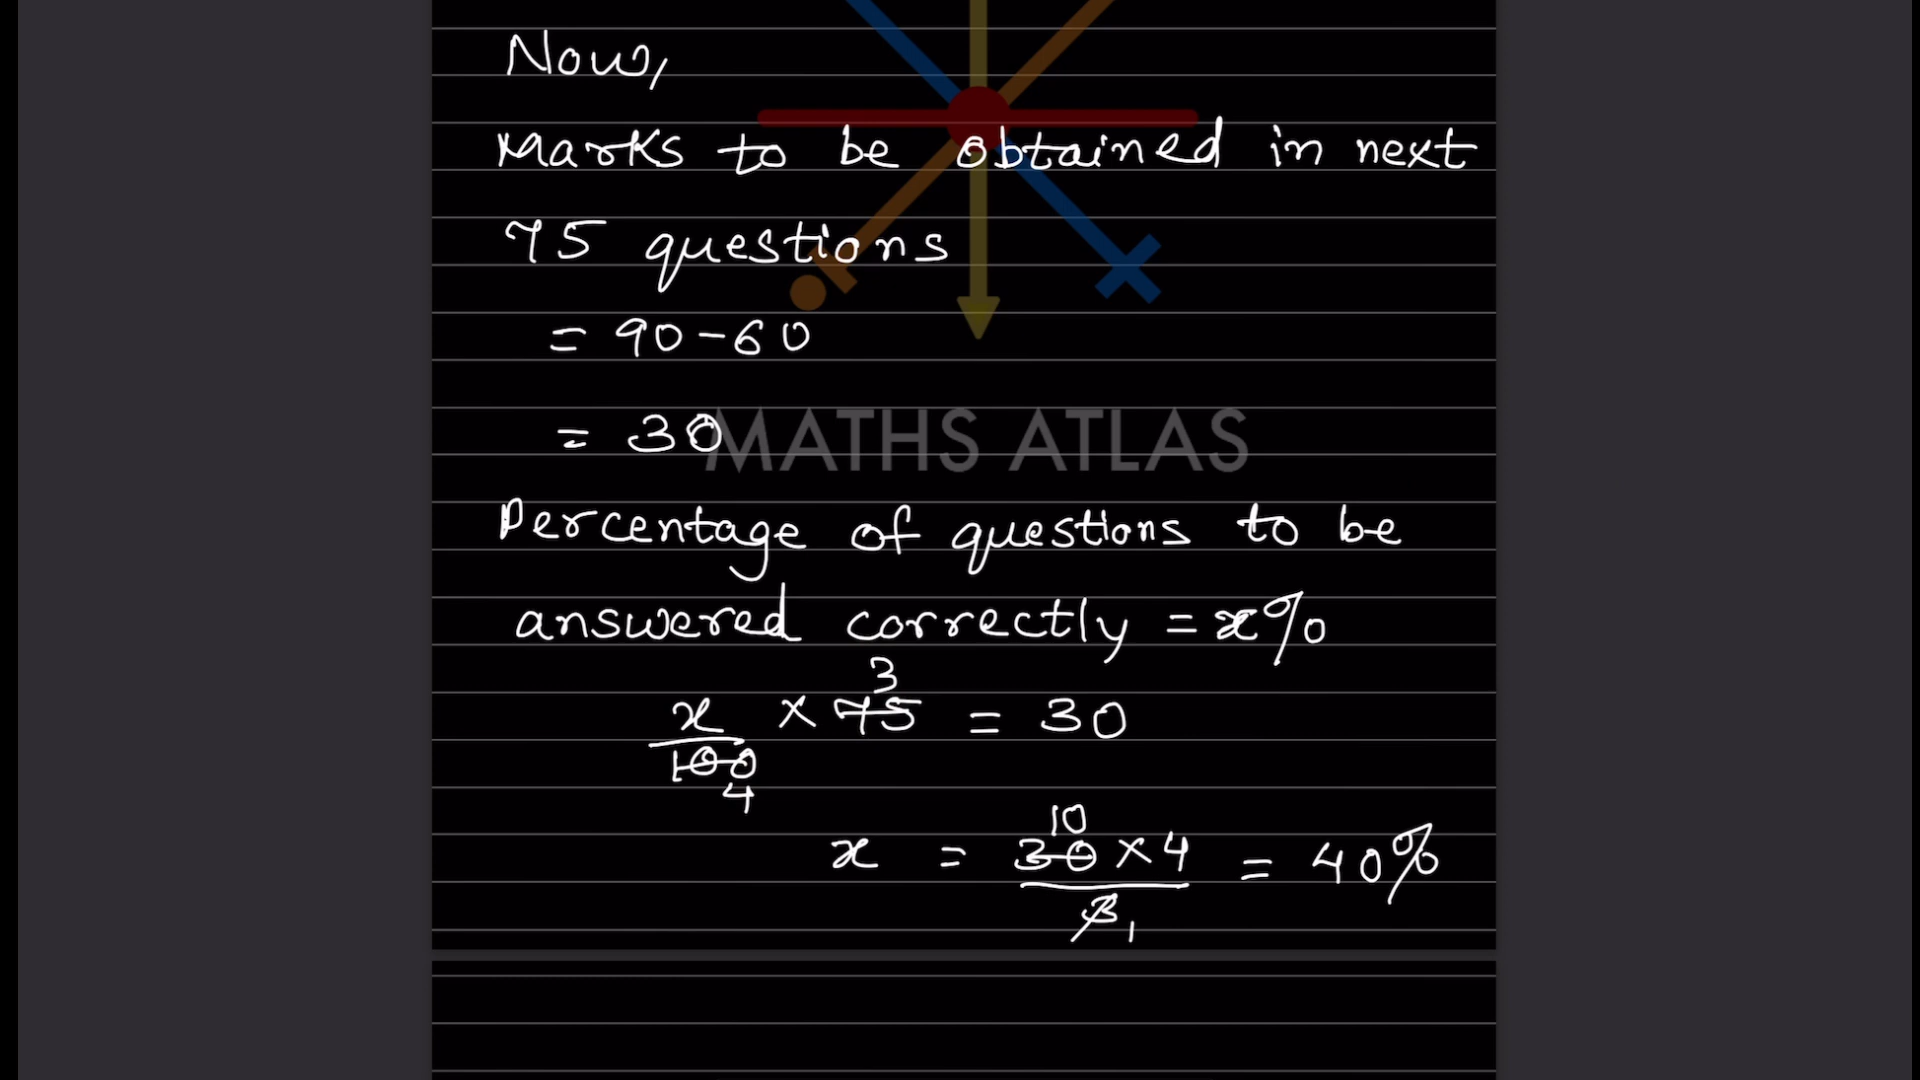 Now,
Marks to be obtained in next
75 questions
= 90 - 60
= 30
MATHS ATLAS
Percentage of questions to be
answered correctly = x%
3
x × 75 = 30
100
4
10
x = 30 × 4 = 40%
3 1